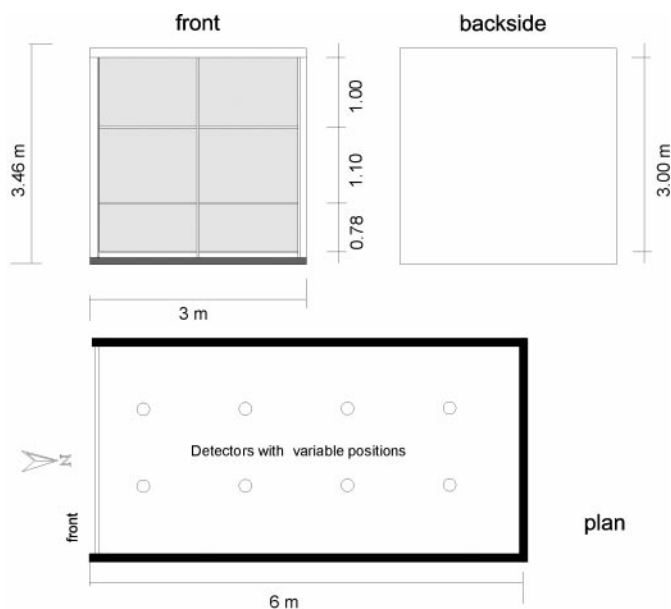 front
backside
3.46 m
1.00
1.10
0.78
3.00 m
3 m
Detectors with variable positions
N
front
plan
6 m